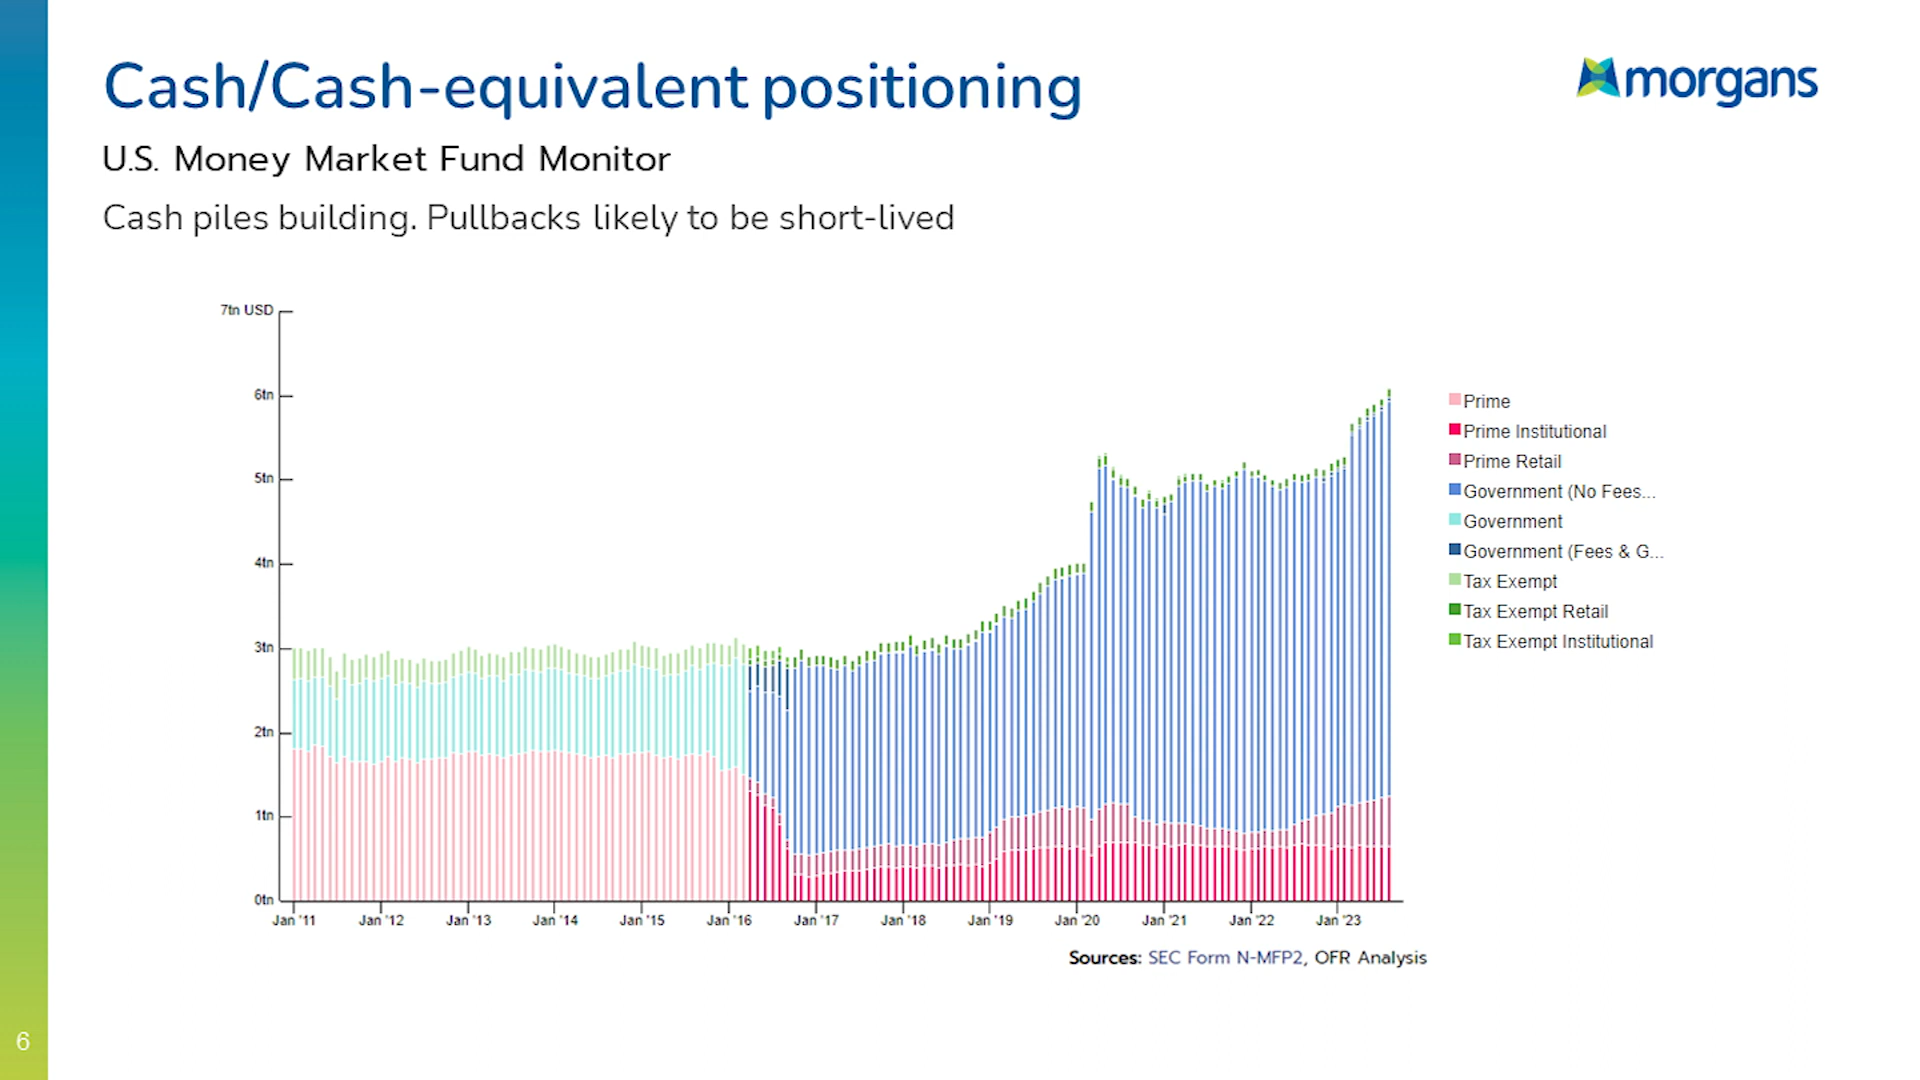 Cash/Cash-equivalent positioning
morgans
U.S. Money Market Fund Monitor
Cash piles building. Pullbacks likely to be short-lived
7tn USD
6tn
5tn
4tn
3tn
2tn
1tn
0tn
Jan '11
Jan '12
Jan '13
Jan '14
Jan '15
Jan '16
Jan '17
Jan '18
Jan '19
Jan '20
Jan '21
Jan '22
Jan '23
Prime
Prime Institutional
Prime Retail
Government (No Fees...
Government
Government (Fees & G...
Tax Exempt
Tax Exempt Retail
Tax Exempt Institutional
Sources: SEC Form N-MFP2, OFR Analysis
6